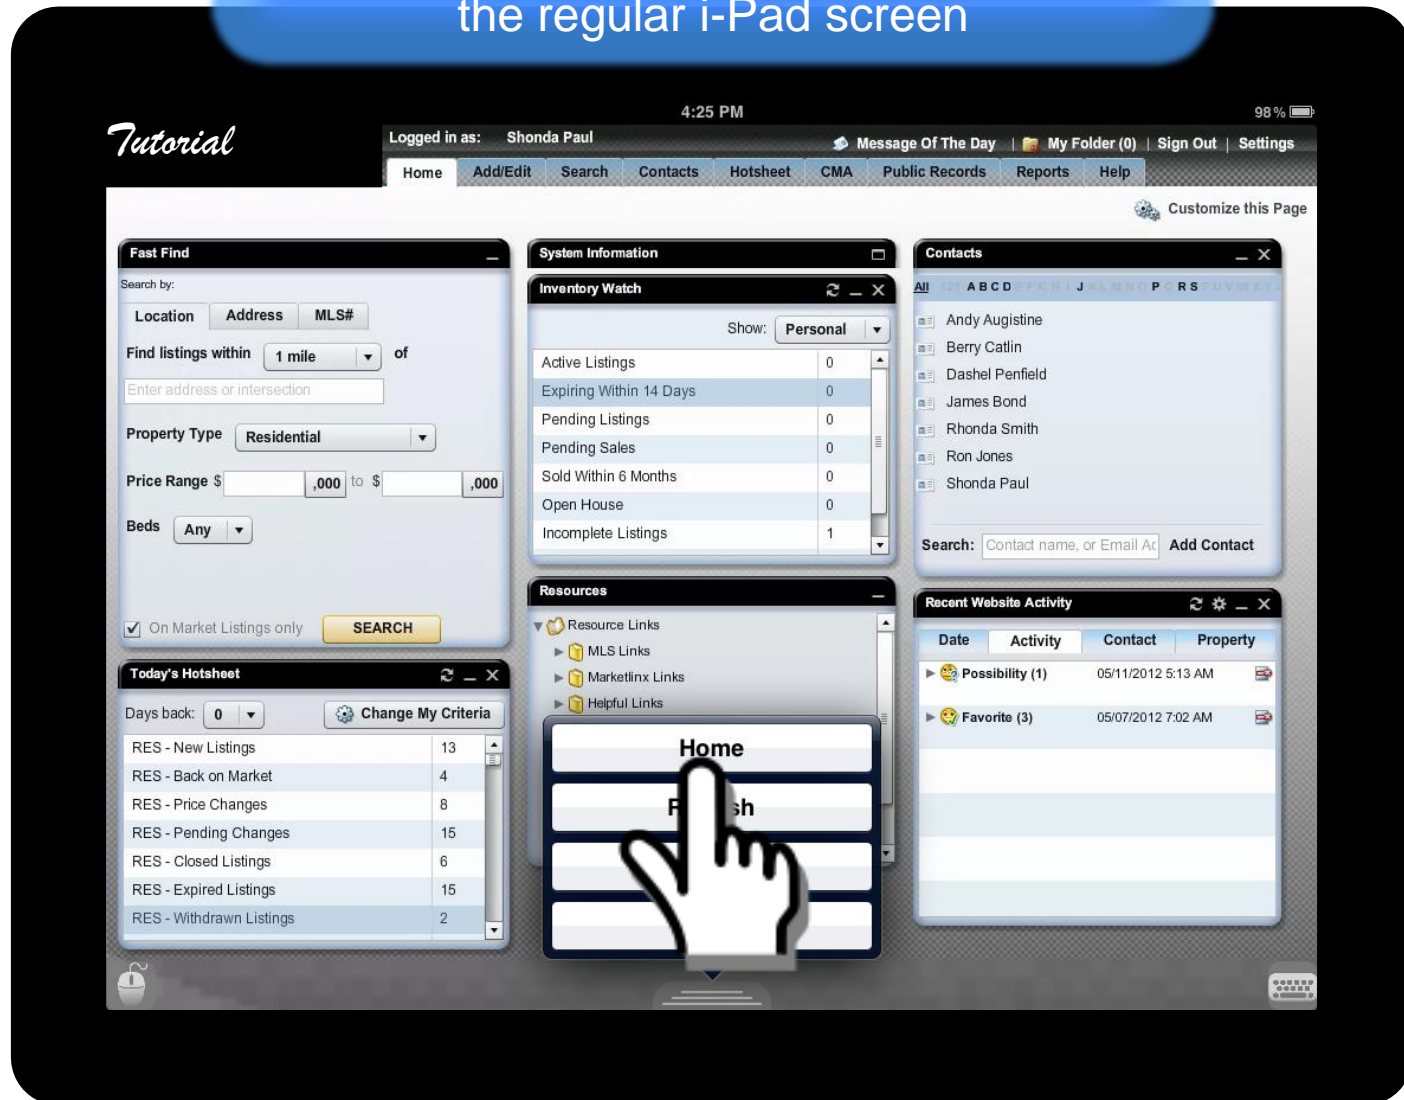 the regular i-Pad screen
4:25 PM
98%
Tutorial
Logged in as: Shonda Paul
Message Of The Day | My Folder (0) | Sign Out | Settings
Home Add/Edit Search Contacts Hotsheet CMA Public Records Reports Help
Customize this Page
Fast Find
Search by:
Location Address MLS#
Find listings within 1 mile of
Enter address or intersection
Property Type Residential
Price Range $ ,000 to $ ,000
Beds Any
On Market Listings only SEARCH
Today's Hotsheet
Days back: 0 Change My Criteria
RES - New Listings 13
RES - Back on Market 4
RES - Price Changes 8
RES - Pending Changes 15
RES - Closed Listings 6
RES - Expired Listings 15
RES - Withdrawn Listings 2
System Information
Inventory Watch
Show: Personal
Active Listings 0
Expiring Within 14 Days 0
Pending Listings 0
Pending Sales 0
Sold Within 6 Months 0
Open House 0
Incomplete Listings 1
Resources
Resource Links
MLS Links
Marketlinx Links
Helpful Links
Home
Contacts
All 123 A B C D E F G H I J K L M N O P Q R S T U V W X Y Z
Andy Augistine
Berry Catlin
Dashel Penfield
James Bond
Rhonda Smith
Ron Jones
Shonda Paul
Search: Contact name, or Email Ac Add Contact
Recent Website Activity
Date Activity Contact Property
Possibility (1) 05/11/2012 5:13 AM
Favorite (3) 05/07/2012 7:02 AM